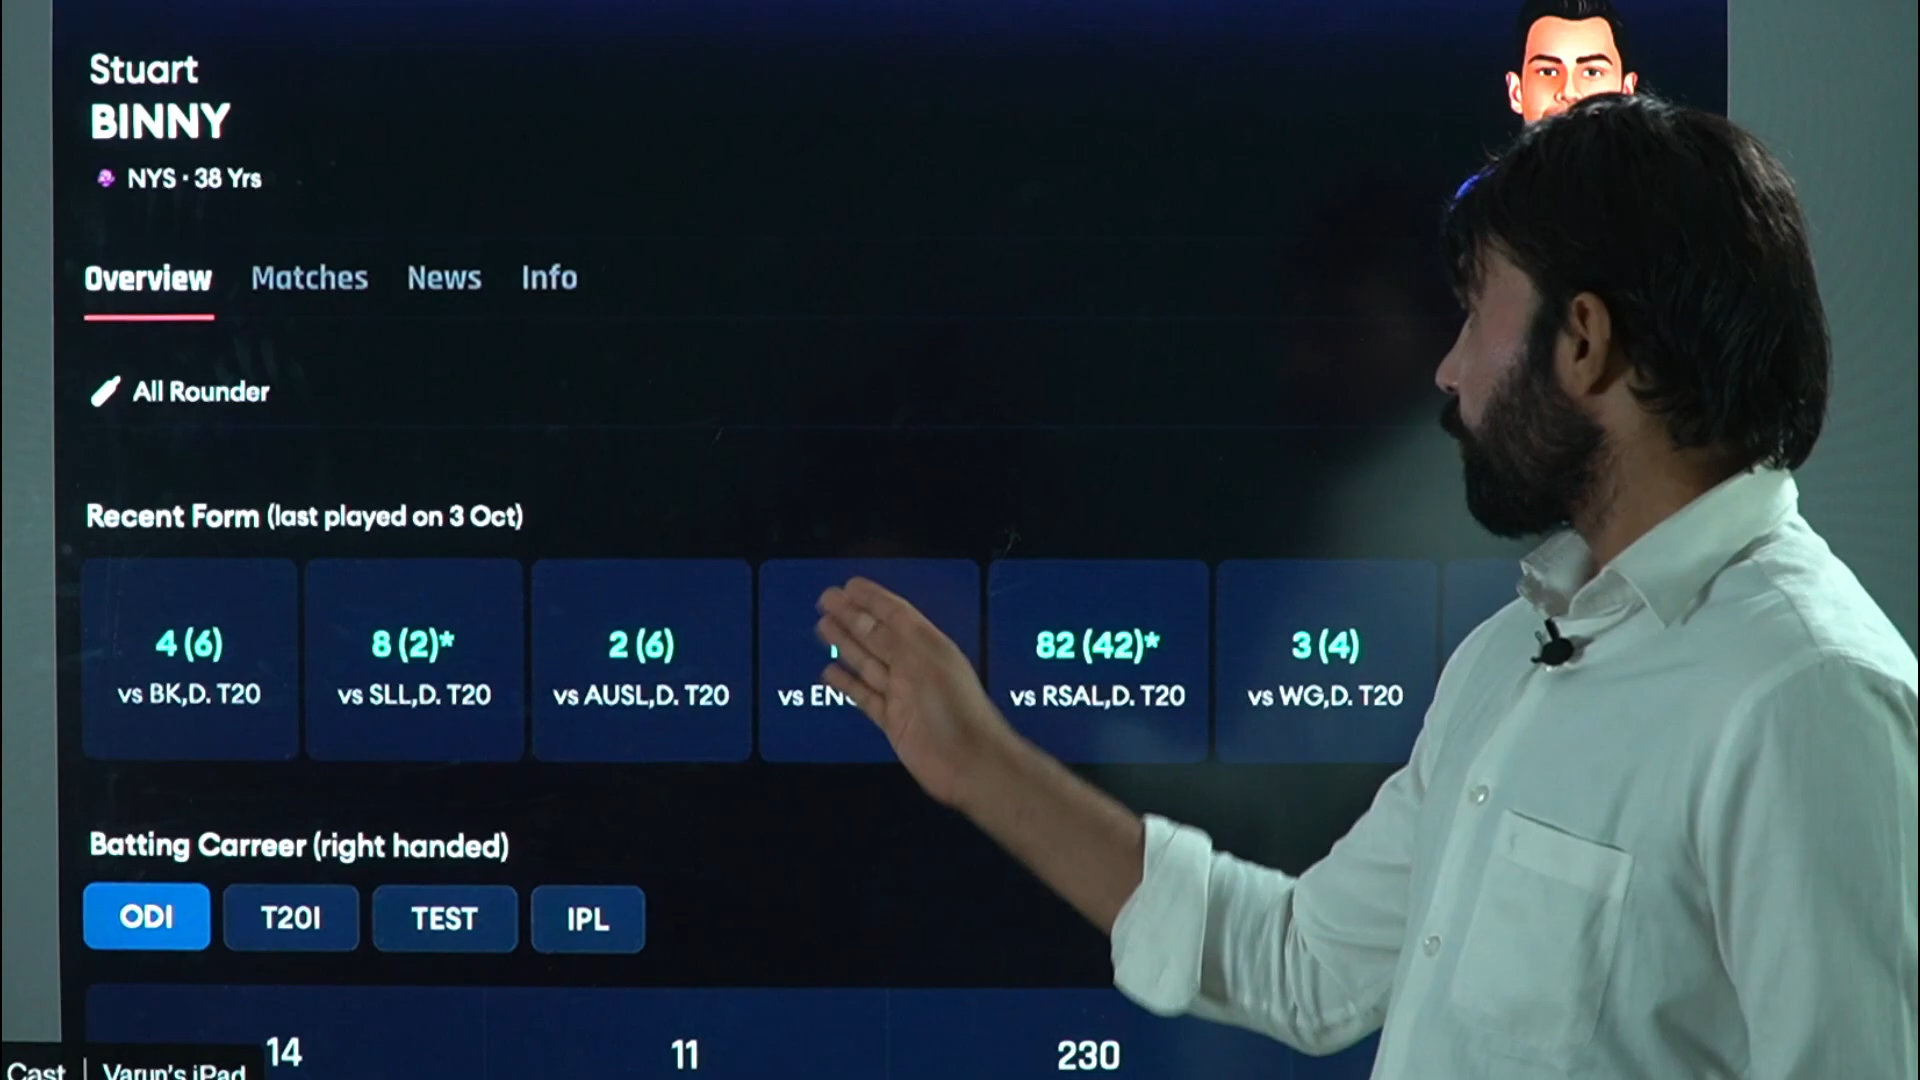 Stuart
BINNY
NYS · 38 Yrs
Overview Matches News Info
All Rounder
Recent Form (last played on 3 Oct)
4 (6) 8 (2)* 2 (6) 82 (42)* 3 (4)
vs BK,D. T20 vs SLL,D. T20 vs AUSL,D. T20 vs vs RSAL,D. T20 vs WG,D. T20
Batting Carreer (right handed)
ODI T20I TEST IPL
14 11 230
Cast | Varun's iPad